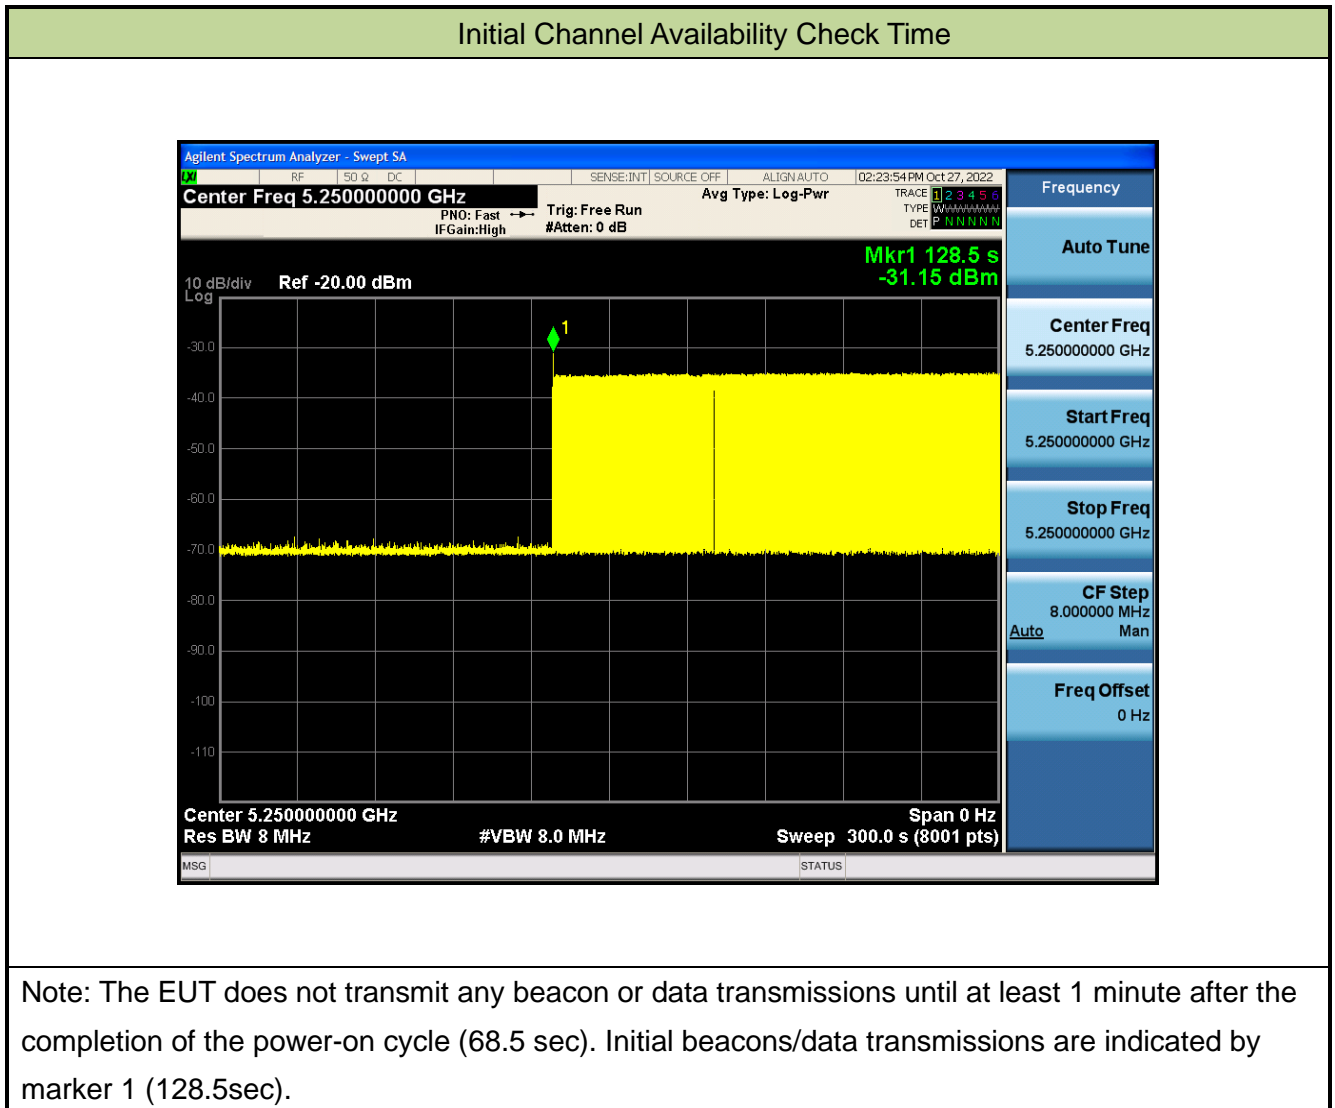 Initial Channel Availability Check Time
Agilent Spectrum Analyzer - Swept SA
LXI RF 50 Ω DC SENSE:INT SOURCE OFF ALIGN AUTO 02:23:54 PM Oct 27, 2022
Center Freq 5.250000000 GHz
PNO: Fast
IFGain:High
Trig: Free Run
#Atten: 0 dB
Avg Type: Log-Pwr
TRACE 1 2 3 4 5 6
TYPE WWWWWWW
DET P N N N N N
Mkr1 128.5 s
-31.15 dBm
10 dB/div Ref -20.00 dBm
Log
1
-30.0
-40.0
-50.0
-60.0
-70.0
-80.0
-90.0
-100
-110
Center 5.250000000 GHz Span 0 Hz
Res BW 8 MHz #VBW 8.0 MHz Sweep 300.0 s (8001 pts)
MSG STATUS
Frequency
Auto Tune
Center Freq
5.250000000 GHz
Start Freq
5.250000000 GHz
Stop Freq
5.250000000 GHz
CF Step
8.000000 MHz
Auto Man
Freq Offset
0 Hz
Note: The EUT does not transmit any beacon or data transmissions until at least 1 minute after the
completion of the power-on cycle (68.5 sec). Initial beacons/data transmissions are indicated by
marker 1 (128.5sec).